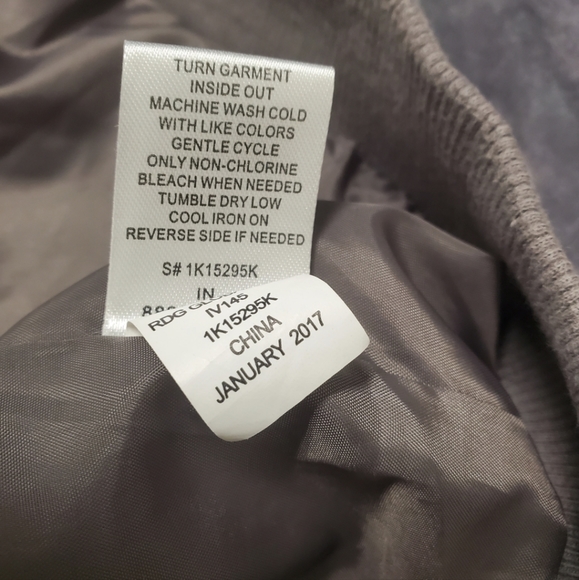 TURN GARMENT
INSIDE OUT
MACHINE WASH COLD
WITH LIKE COLORS
GENTLE CYCLE
ONLY NON-CHLORINE
BLEACH WHEN NEEDED
TUMBLE DRY LOW
COOL IRON ON
REVERSE SIDE IF NEEDED
S# 1K15295K
IN
RDG
IV145
1K15295K
CHINA
JANUARY 2017